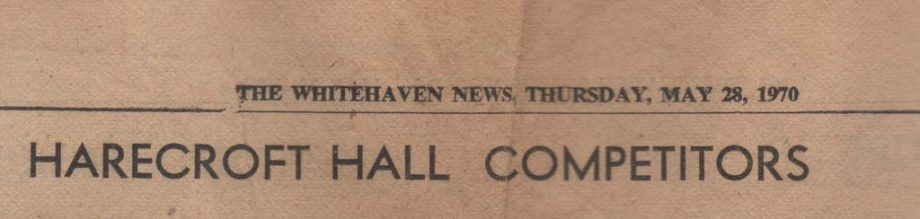 THE WHITEHAVEN NEWS, THURSDAY, MAY 28, 1970
HARECROFT HALL COMPETITORS